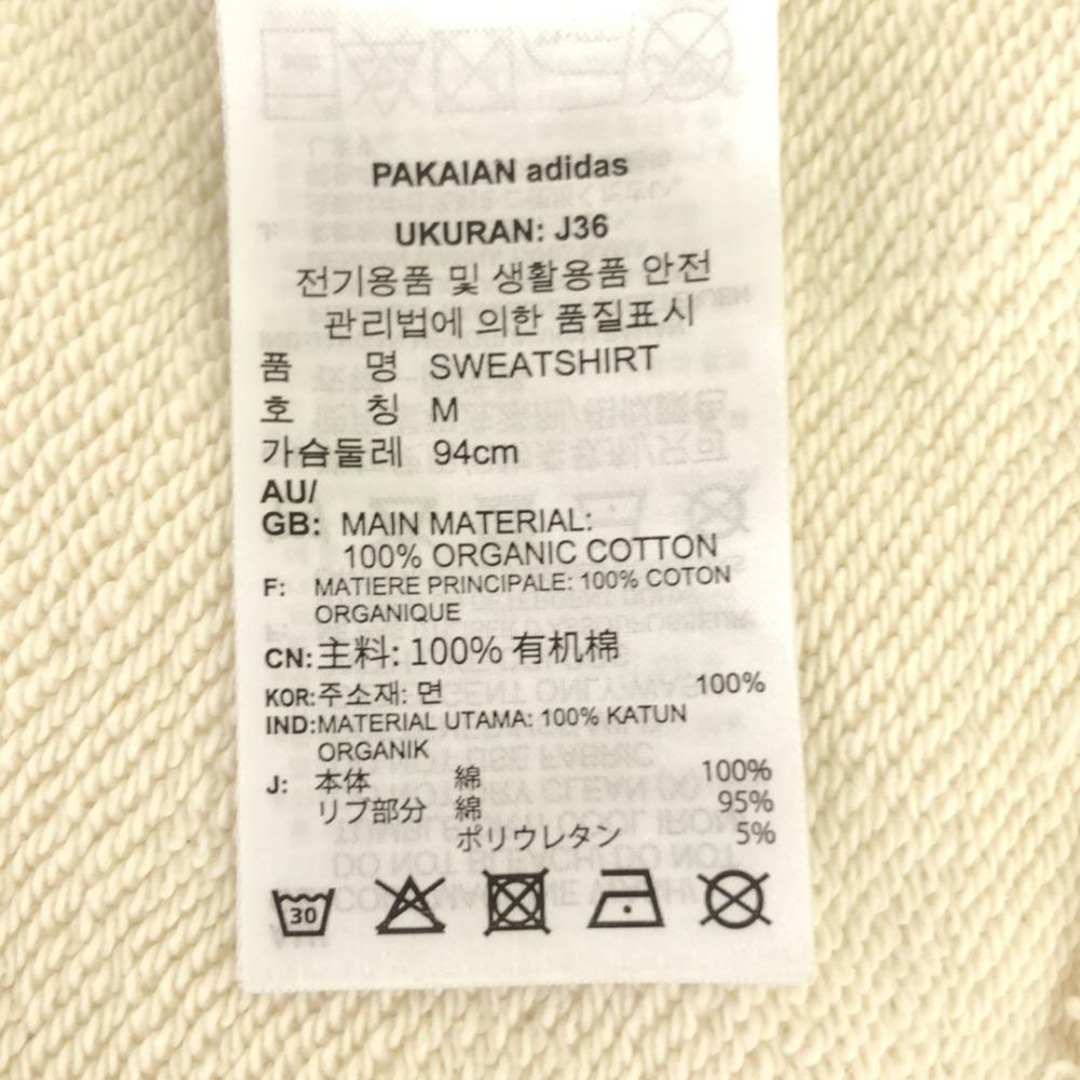 PAKAIAN adidas
UKURAN: J36
전기용품 및 생활용품 안전
관리법에 의한 품질표시
품 명 SWEATSHIRT
호 칭 M
가슴둘레 94cm
AU/
GB: MAIN MATERIAL:
100% ORGANIC COTTON
F: MATIERE PRINCIPALE: 100% COTON
ORGANIQUE
CN: 主料: 100% 有机棉
KOR: 주소재: 면 100%
IND: MATERIAL UTAMA: 100% KATUN
ORGANIK
J: 本体 綿 100%
リブ部分 綿 95%
ポリウレタン 5%
30